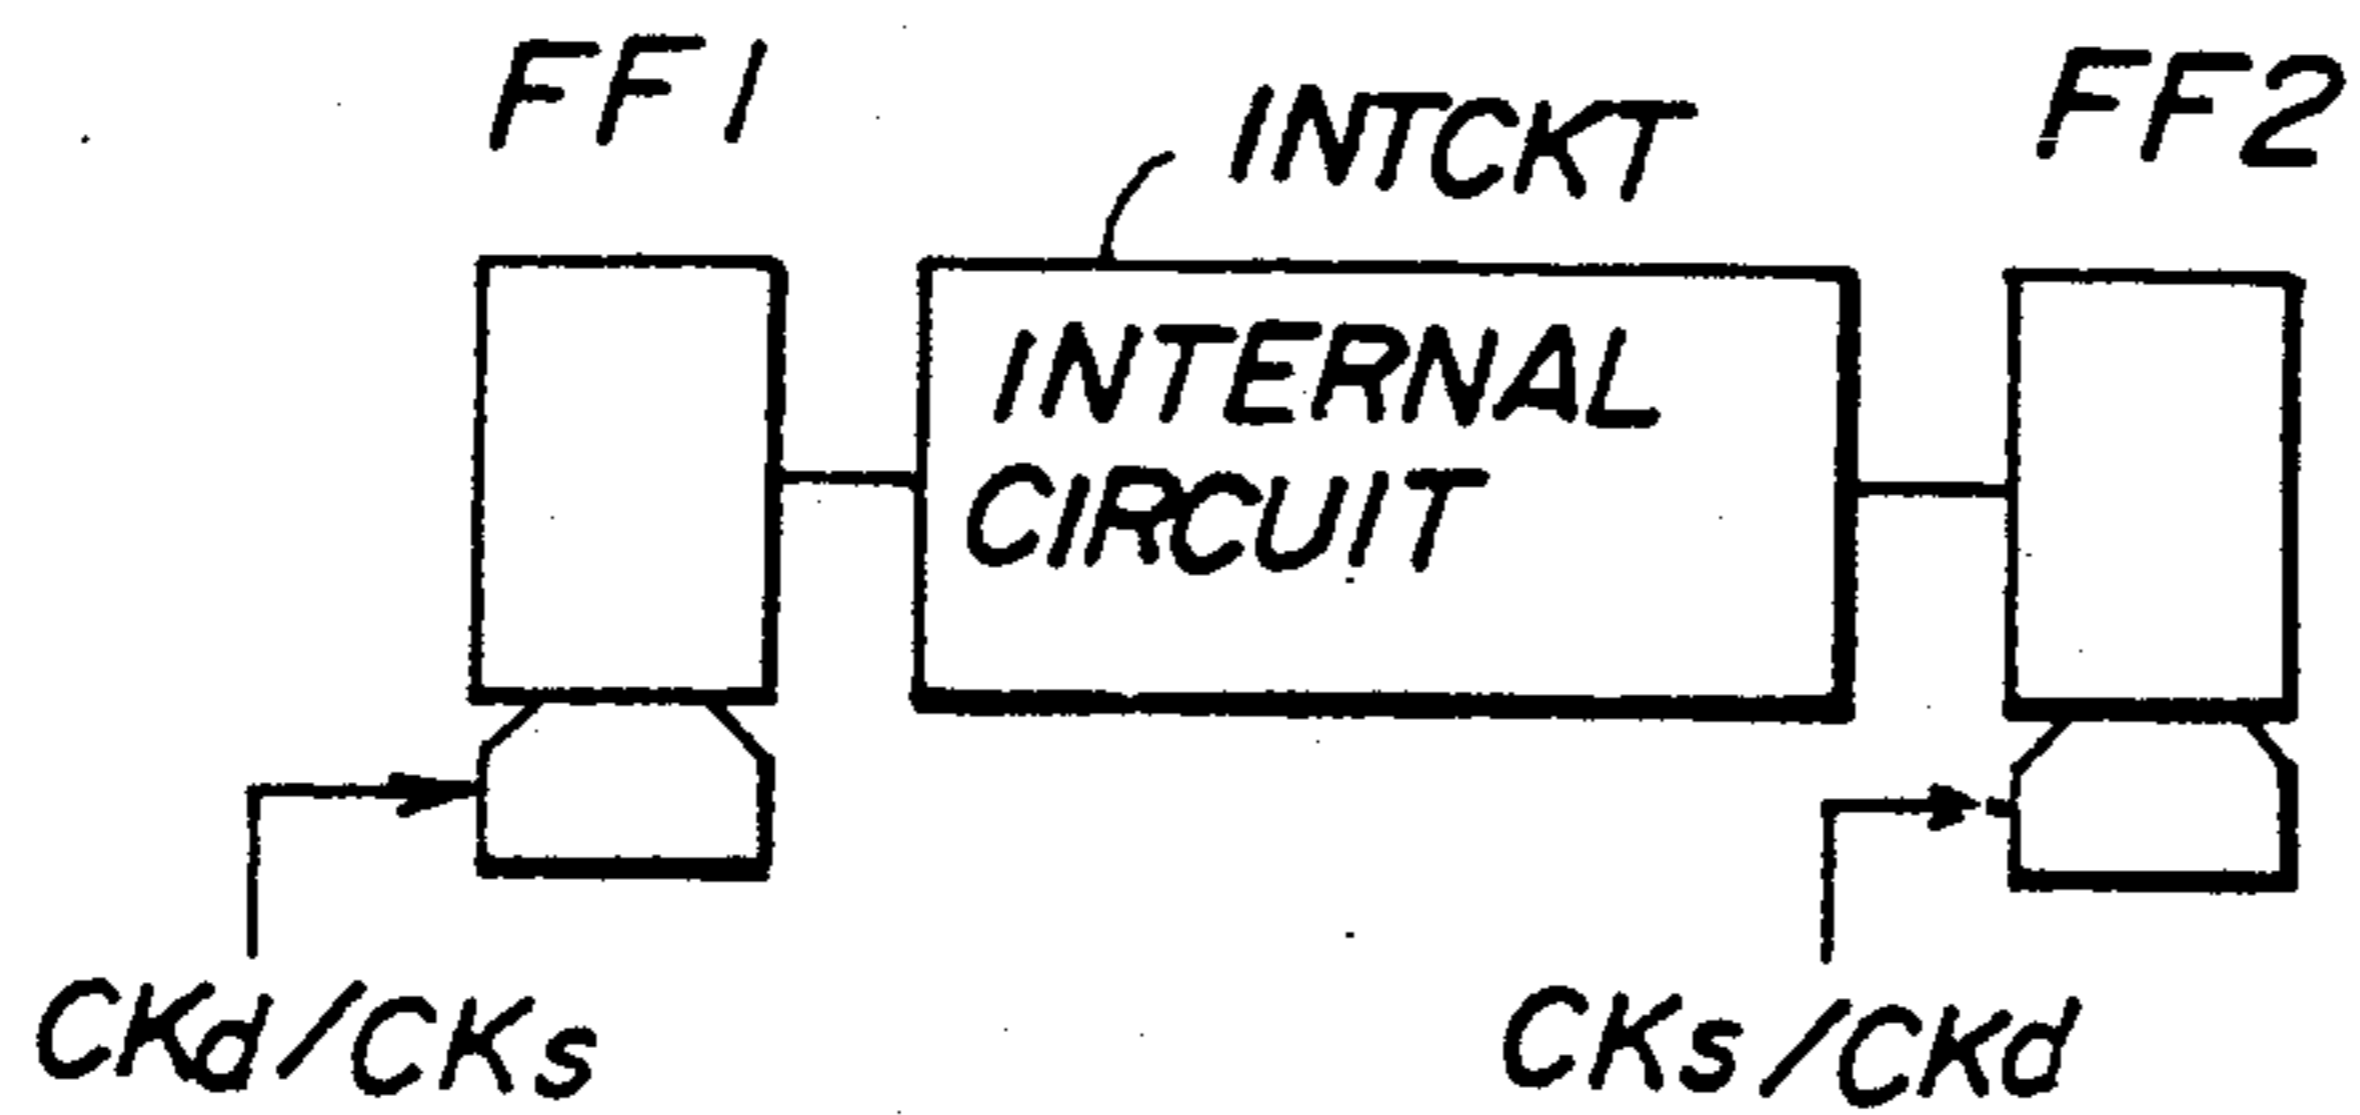 FF1
INTCKT
FF2
INTERNAL
CIRCUIT
CKd/CKs
CKs/CKd